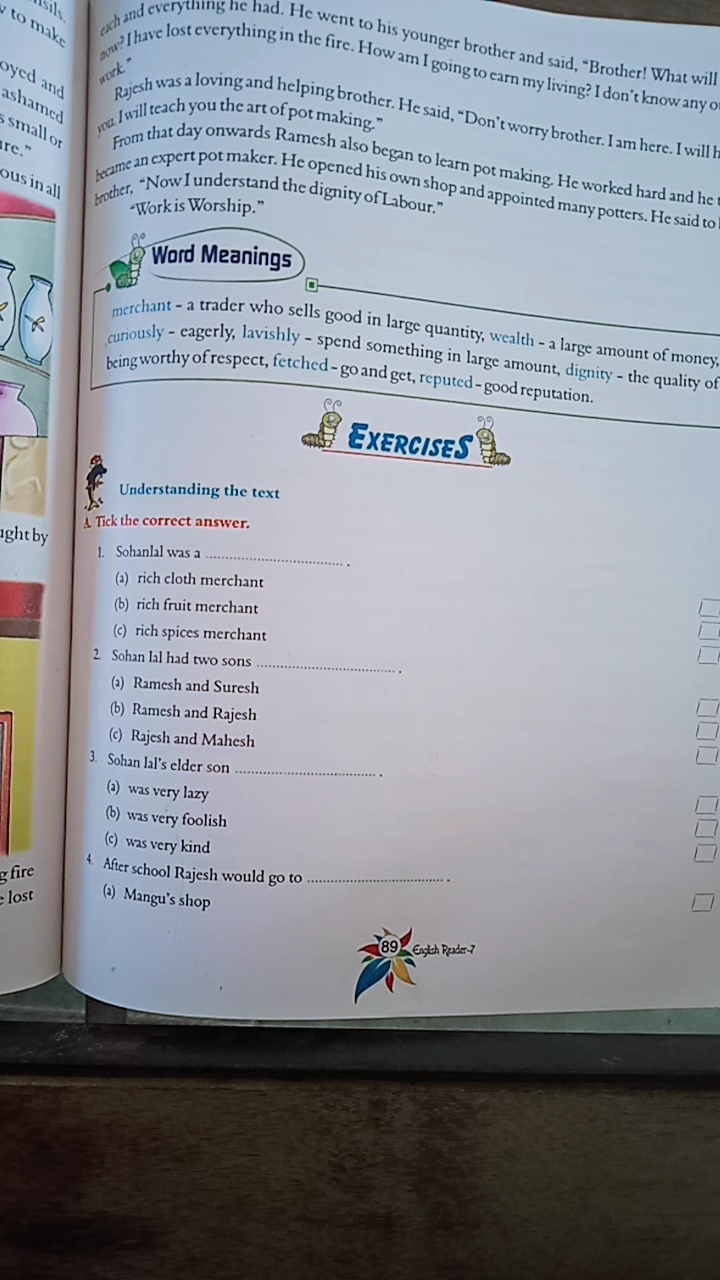 sils.
to make
oyed and
ashamed
s small or
re."
ous in all
ught by
g fire
lost
each and everything he had. He went to his younger brother and said, "Brother! What will
now? I have lost everything in the fire. How am I going to earn my living? I don't know any o
work."
Rajesh was a loving and helping brother. He said, "Don't worry brother. I am here. I will h
you. I will teach you the art of pot making."
From that day onwards Ramesh also began to learn pot making. He worked hard and he
became an expert pot maker. He opened his own shop and appointed many potters. He said to
brother, "Now I understand the dignity of Labour."
"Work is Worship."
Word Meanings
merchant - a trader who sells good in large quantity, wealth - a large amount of money,
curiously - eagerly, lavishly - spend something in large amount, dignity - the quality of
being worthy of respect, fetched - go and get, reputed - good reputation.
EXERCISES
Understanding the text
A. Tick the correct answer.
1. Sohanlal was a .................................. .
(a) rich cloth merchant
(b) rich fruit merchant
(c) rich spices merchant
2. Sohan lal had two sons .................................. .
(a) Ramesh and Suresh
(b) Ramesh and Rajesh
(c) Rajesh and Mahesh
3. Sohan lal's elder son .................................. .
(a) was very lazy
(b) was very foolish
(c) was very kind
4. After school Rajesh would go to .................................. .
(a) Mangu's shop
89 English Reader-7